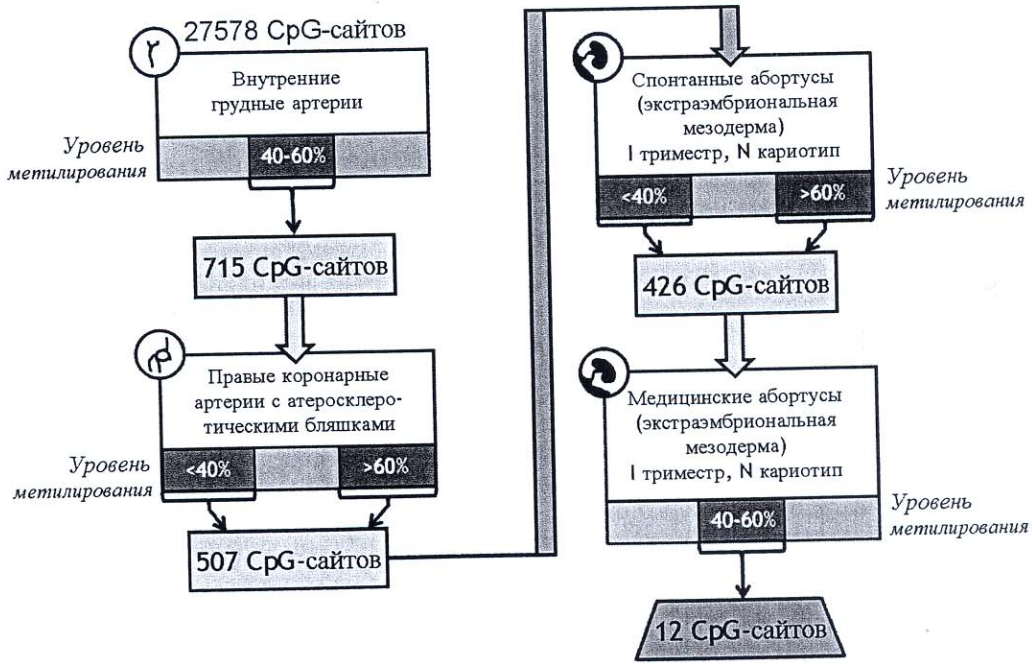 27578 CpG-сайтов
Внутренние
грудные артерии
Уровень
метилирования
40-60%
715 CpG-сайтов
Правые коронарные
артерии с атеросклеро-
тическими бляшками
Уровень
метилирования
<40%
>60%
507 CpG-сайтов
Спонтанные абортусы
(экстраэмбриональная
мезодерма)
I триместр, N кариотип
<40%
>60%
Уровень
метилирования
426 CpG-сайтов
Медицинские абортусы
(экстраэмбриональная
мезодерма)
I триместр, N кариотип
40-60%
Уровень
метилирования
12 CpG-сайтов